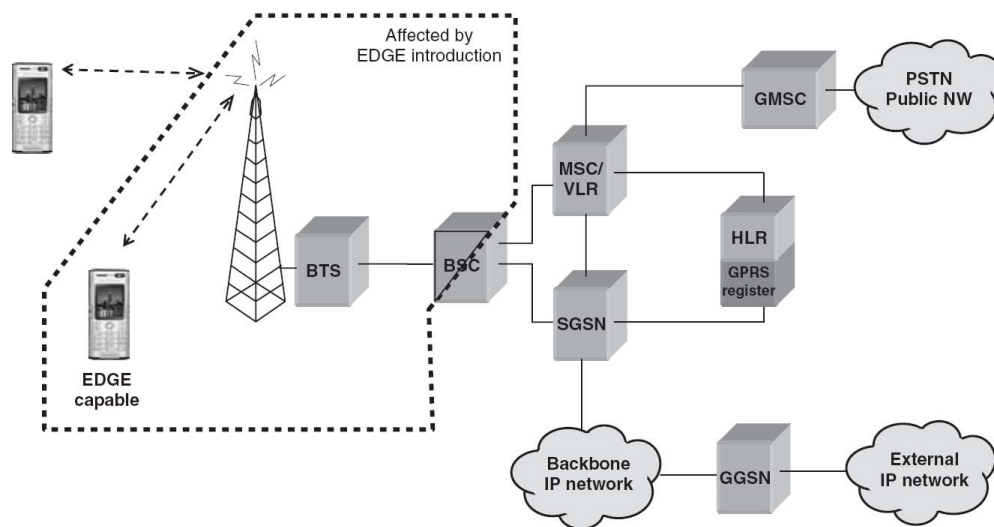 Affected by
EDGE introduction
PSTN
Public NW
GMSC
MSC/
VLR
HLR
GPRS
register
BTS
BSC
SGSN
EDGE
capable
Backbone
IP network
GGSN
External
IP network